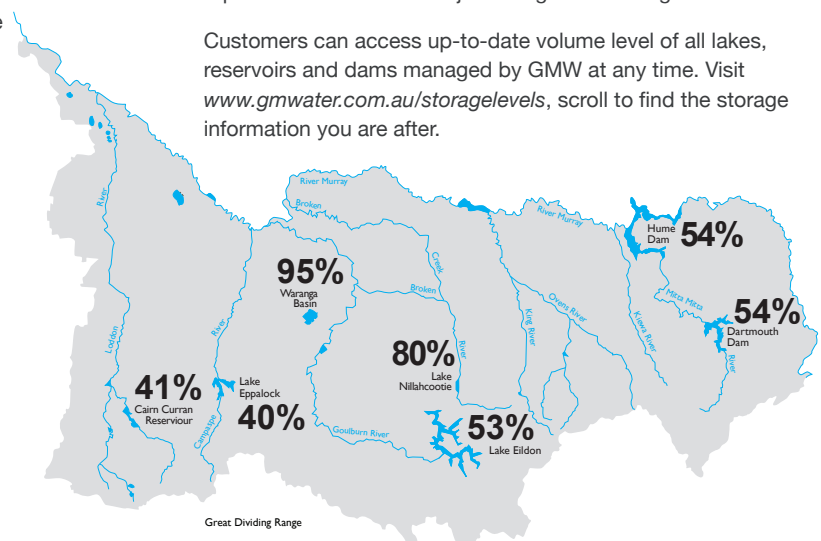 e
Customers can access up-to-date volume level of all lakes,
reservoirs and dams managed by GMW at any time. Visit
www.gmwater.com.au/storagelevels, scroll to find the storage
information you are after.
River Murray
Broken
Creek
River Murray
Hume
Dam
54%
River
95%
Waranga
Basin
Broken
River
Ovens River
King River
Kiewa River
Mitta Mitta
River
54%
Dartmouth
Dam
80%
Lake
Nillahcootie
Loddon
River
Campaspe
41%
Cairn Curran
Reserviour
Lake
Eppalock
40%
Goulburn River
53%
Lake Eildon
Great Dividing Range